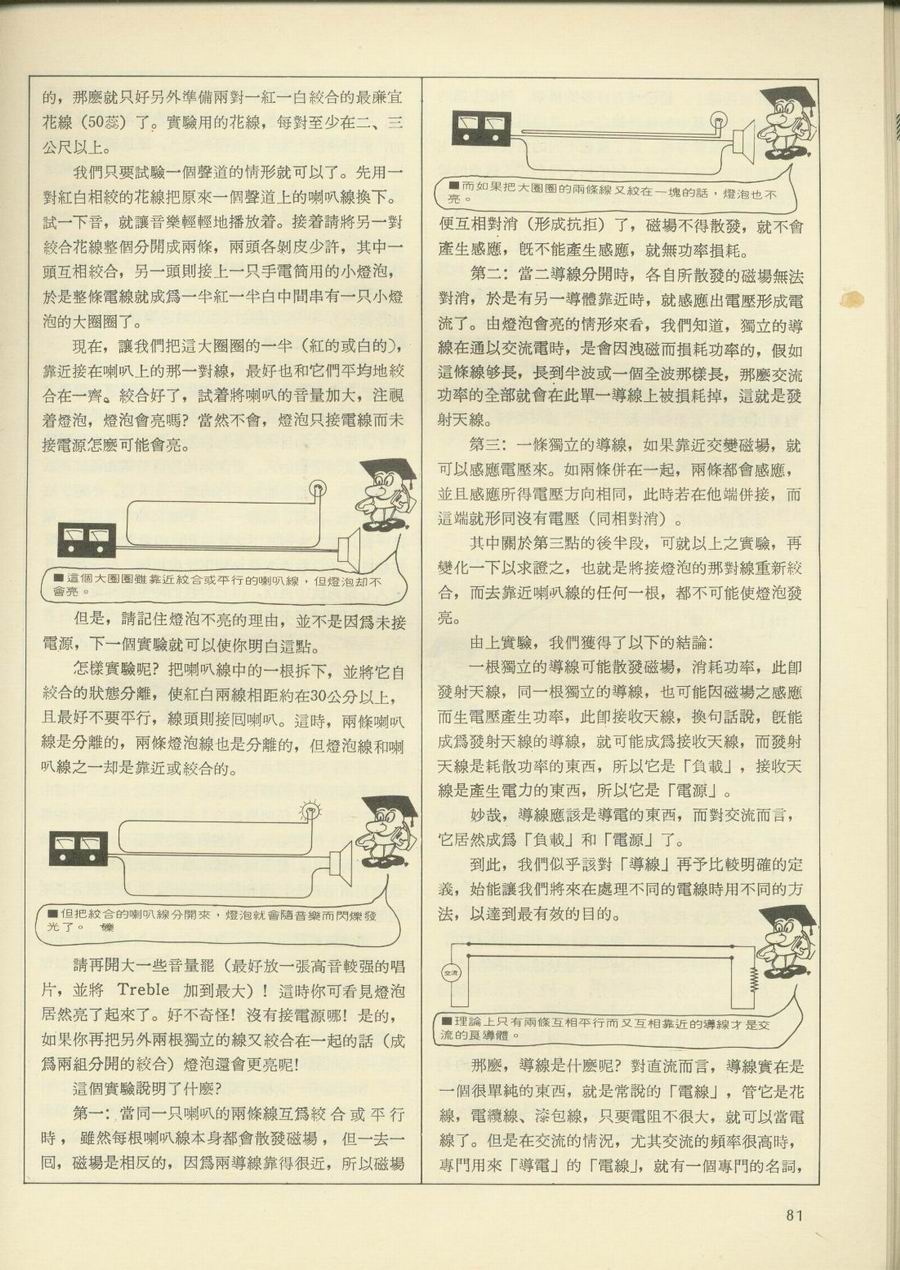 的，那麽就只好另外準備兩對一紅一白絞合的最廉宜
花線（50蕊）了。實驗用的花線，每對至少在二、三
公尺以上。
我們只要試驗一個聲道的情形就可以了。先用一
對紅白相絞的花線把原來一個聲道上的喇叭線換下。
試一下音，就讓音樂輕輕地播放着。接着請將另一對
絞合花線整個分開成兩條，兩頭各剝皮少許，其中一
頭互相絞合，另一頭則接上一只手電筒用的小燈泡，
於是整條電線就成爲一半紅一半白中間串有一只小燈
泡的大圈圈了。
現在，讓我們把這大圈圈的一半（紅的或白的），
靠近接在喇叭上的那一對線，最好也和它們平均地絞
合在一齊。絞合好了，試着將喇叭的音量加大，注視
着燈泡，燈泡會亮嗎？當然不會，燈泡只接電線而未
接電源怎麽可能會亮。
■這個大圈圈雖靠近絞合或平行的喇叭線，但燈泡却不
會亮。
但是，請記住燈泡不亮的理由，並不是因爲未接
電源，下一個實驗就可以使你明白這點。
怎樣實驗呢？把喇叭線中的一根拆下，並將它自
絞合的狀態分離，使紅白兩線相距約在30公分以上，
且最好不要平行，線頭則接回喇叭。這時，兩條喇叭
線是分離的，兩條燈泡線也是分離的，但燈泡線和喇
叭線之一却是靠近或絞合的。
■但把絞合的喇叭線分開來，燈泡就會隨音樂而閃爍發
光了。 爍
請再開大一些音量罷（最好放一張高音較强的唱
片，並將 Treble 加到最大）！這時你可看見燈泡
居然亮了起來了。好不奇怪！沒有接電源哪！是的，
如果你再把另外兩根獨立的線又絞合在一起的話（成
爲兩組分開的絞合）燈泡還會更亮呢！
這個實驗説明了什麽？
第一：當同一只喇叭的兩條線互爲絞合或平行
時，雖然每根喇叭線本身都會散發磁場，但一去一
回，磁場是相反的，因爲兩導線靠得很近，所以磁場
■而如果把大圈圈的兩條線又絞在一塊的話，燈泡也不
亮。
便互相對消（形成抗拒）了，磁場不得散發，就不會
產生感應，旣不能產生感應，就無功率損耗。
第二：當二導線分開時，各自所散發的磁場無法
對消，於是有另一導體靠近時，就感應出電壓形成電
流了。由燈泡會亮的情形來看，我們知道，獨立的導
線在通以交流電時，是會因洩磁而損耗功率的，假如
這條線够長，長到半波或一個全波那樣長，那麽交流
功率的全部就會在此單一導線上被損耗掉，這就是發
射天線。
第三：一條獨立的導線，如果靠近交變磁場，就
可以感應電壓來。如兩條併在一起，兩條都會感應，
並且感應所得電壓方向相同，此時若在他端併接，而
這端就形同沒有電壓（同相對消）。
其中關於第三點的後半段，可就以上之實驗，再
變化一下以求證之，也就是將接燈泡的那對線重新絞
合，而去靠近喇叭線的任何一根，都不可能使燈泡發
亮。
由上實驗，我們獲得了以下的結論：
一根獨立的導線可能散發磁場，消耗功率，此卽
發射天線，同一根獨立的導線，也可能因磁場之感應
而生電壓產生功率，此卽接收天線，換句話說，旣能
成爲發射天線的導線，就可能成爲接收天線，而發射
天線是耗散功率的東西，所以它是「負載」，接收天
線是產生電力的東西，所以它是「電源」。
妙哉，導線應該是導電的東西，而對交流而言，
它居然成爲「負載」和「電源」了。
到此，我們似乎該對「導線」再予比較明確的定
義，始能讓我們將來在處理不同的電線時用不同的方
法，以達到最有效的目的。
交流
■理論上只有兩條互相平行而又互相靠近的導線才是交
流的良導體。
那麽，導線是什麽呢？對直流而言，導線實在是
一個很單純的東西，就是常說的「電線」，管它是花
線，電纜線、漆包線，只要電阻不很大，就可以當電
線了。但是在交流的情況，尤其交流的頻率很高時，
專門用來「導電」的「電線」，就有一個專門的名詞，
81